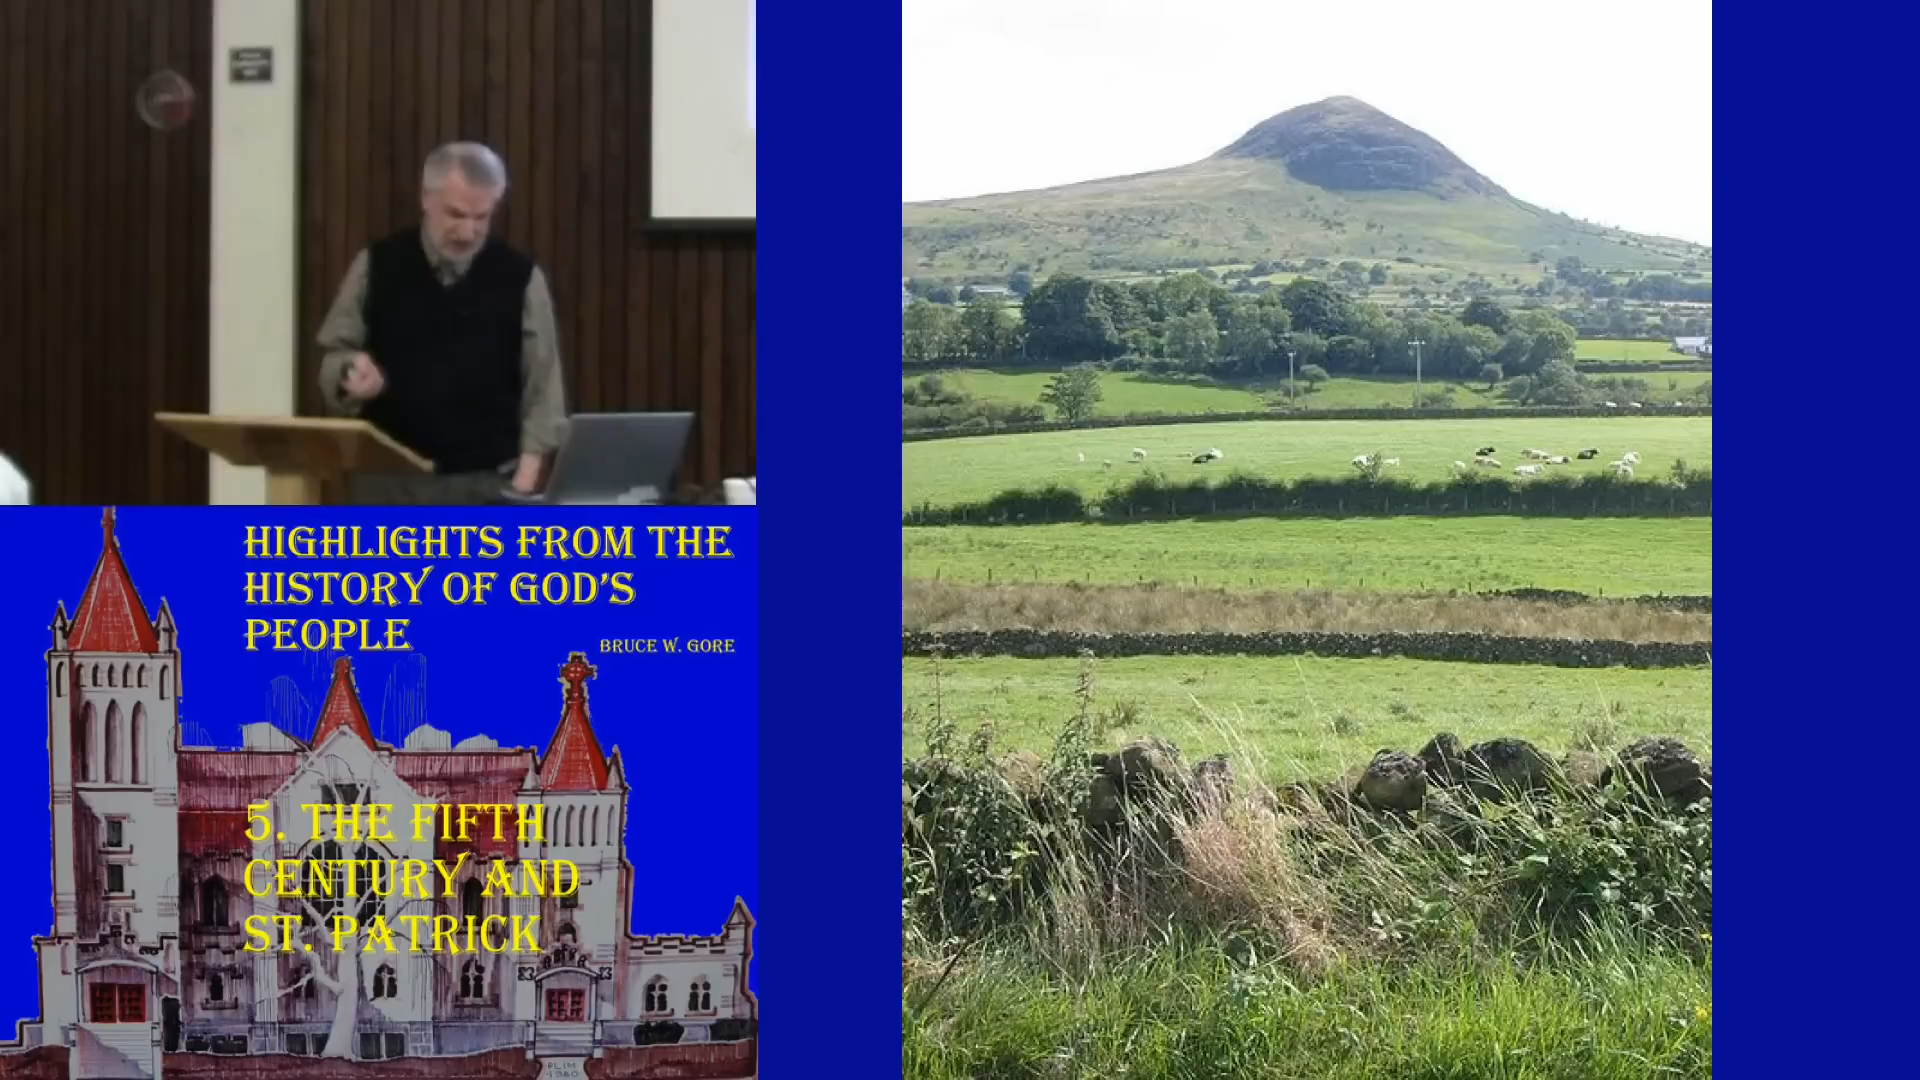 HIGHLIGHTS FROM THE
HISTORY OF GOD'S
PEOPLE
BRUCE W. GORE
5. THE FIFTH
CENTURY AND
ST. PATRICK